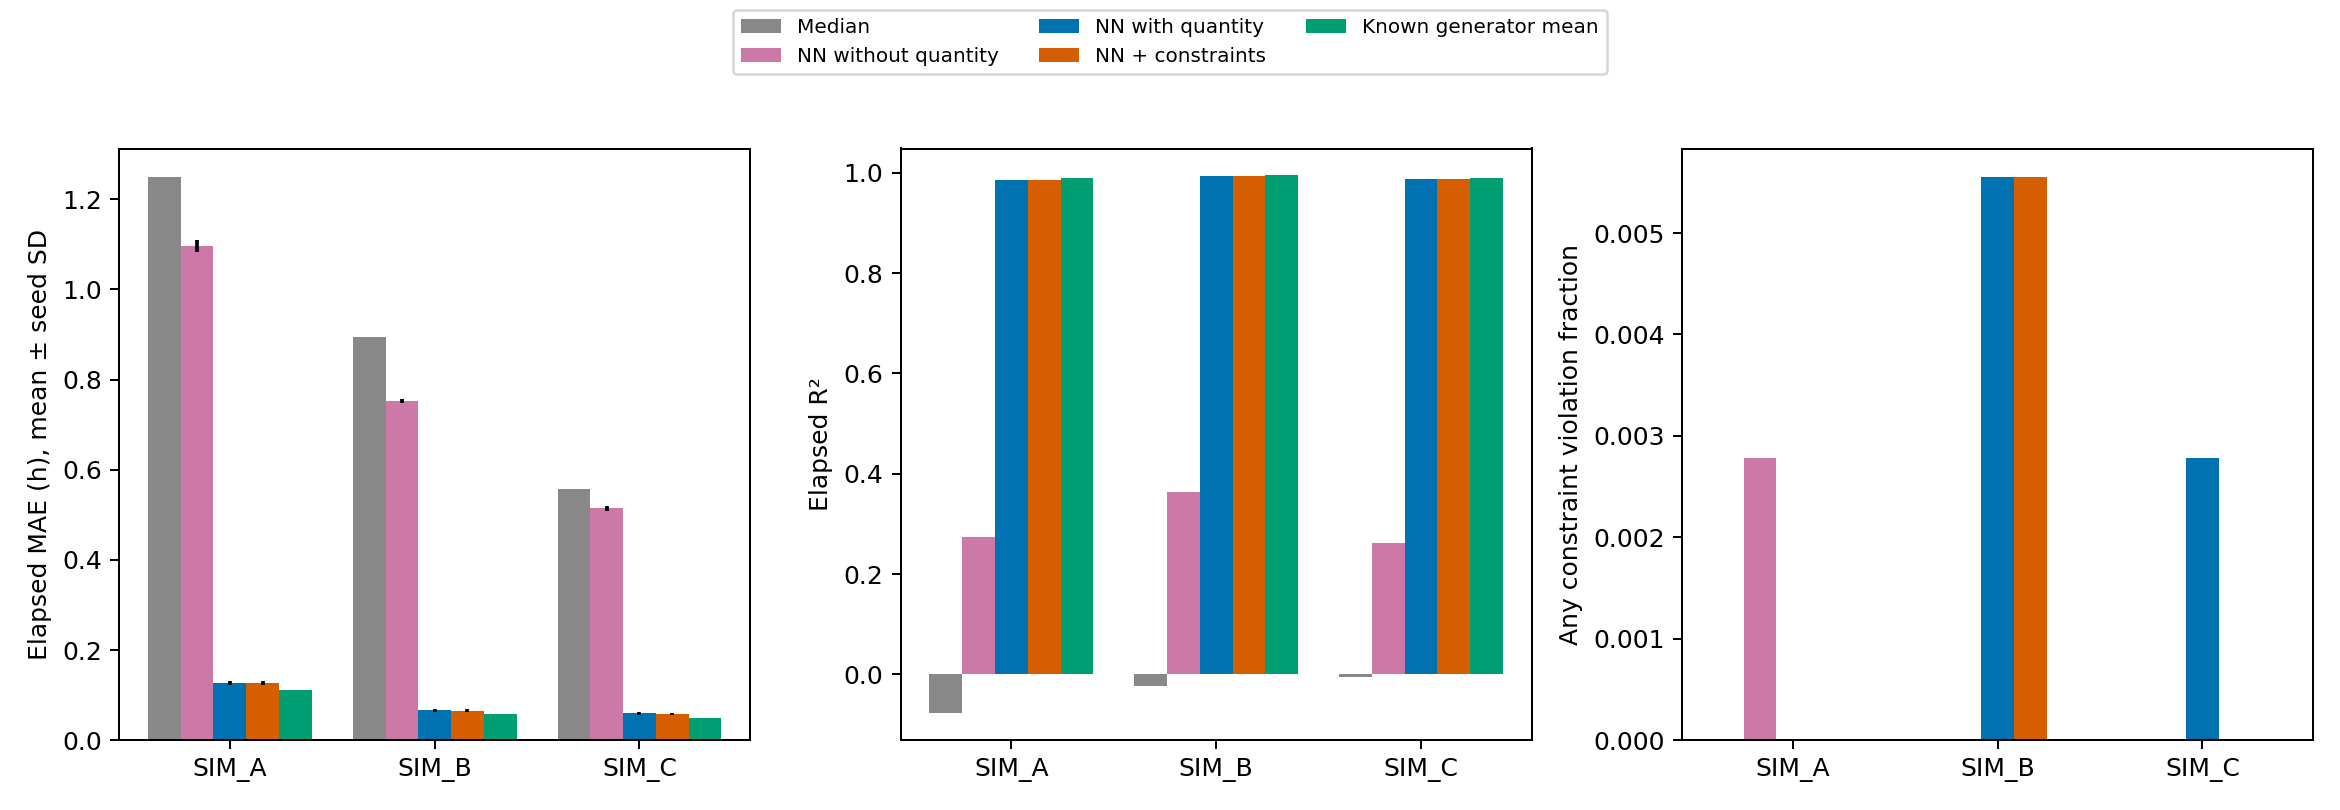 Median
NN without quantity
NN with quantity
NN + constraints
Known generator mean
Elapsed MAE (h), mean ± seed SD
1.2
1.0
0.8
0.6
0.4
0.2
0.0
SIM_A
SIM_B
SIM_C
Elapsed R²
1.0
0.8
0.6
0.4
0.2
0.0
SIM_A
SIM_B
SIM_C
Any constraint violation fraction
0.005
0.004
0.003
0.002
0.001
0.000
SIM_A
SIM_B
SIM_C